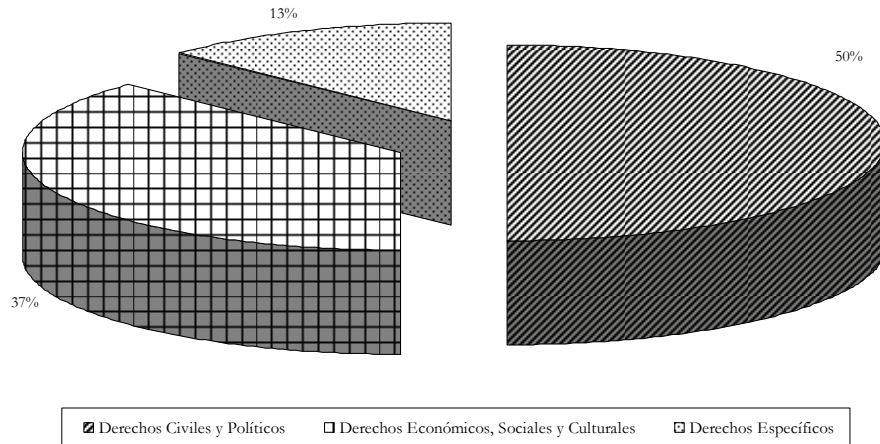 13%
50%
37%
Derechos Civiles y Políticos Derechos Económicos, Sociales y Culturales Derechos Específicos